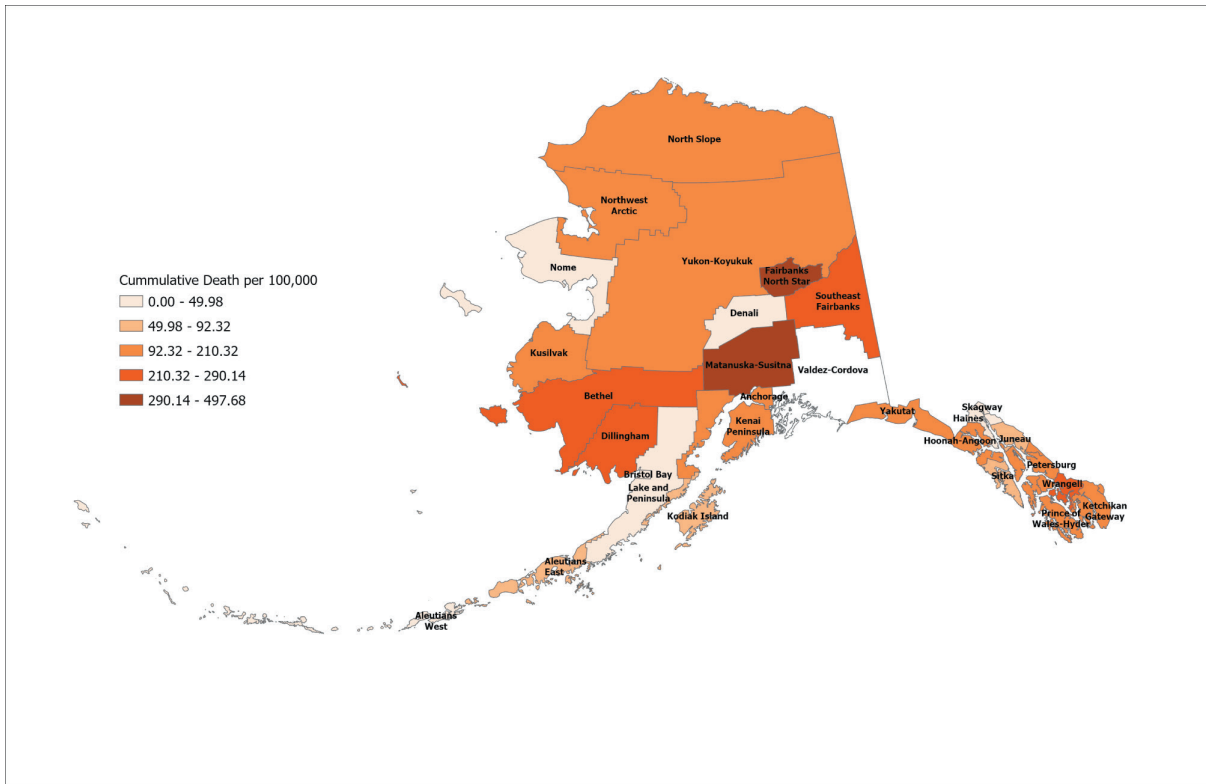 North Slope
Northwest
Arctic
Yukon-Koyukuk
Nome
Fairbanks
North Star
Cummulative Death per 100,000
0.00 - 49.98
49.98 - 92.32
92.32 - 210.32
210.32 - 290.14
290.14 - 497.68
Southeast
Fairbanks
Denali
Kusilvak
Matanuska-Susitna
Valdez-Cordova
Bethel
Anchorage
Dillingham
Kenai
Peninsula
Yakutat
Skagway
Haines
Hoonah-Angoon
Juneau
Bristol Bay
Lake and
Peninsula
Petersburg
Sitka
Wrangell
Kodiak Island
Prince of
Wales-Hyder
Ketchikan
Gateway
Aleutians
East
Aleutians
West